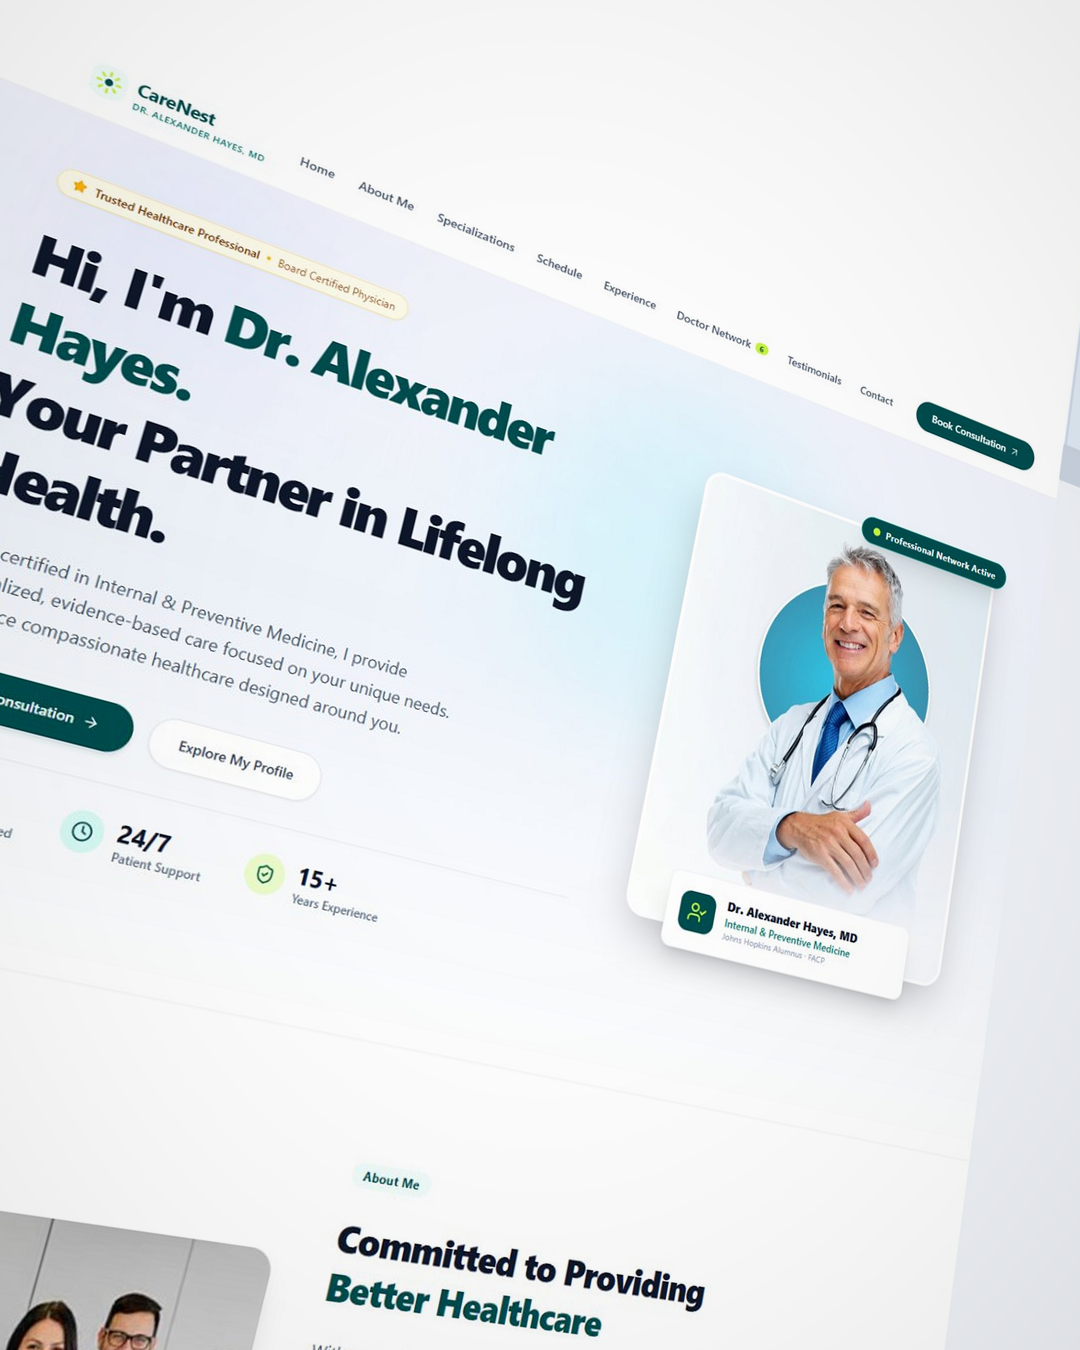 CareNest
DR. ALEXANDER HAYES, MD
Home
About Me
Specializations
Schedule
Experience
Doctor Network 6
Testimonials
Contact
Book Consultation
Trusted Healthcare Professional • Board Certified Physician
Hi, I'm Dr. Alexander
Hayes.
Your Partner in Lifelong
Health.
certified in Internal & Preventive Medicine, I provide
evidence-based care focused on your unique needs.
compassionate healthcare designed around you.
Consultation →
Explore My Profile
24/7
Patient Support
15+
Years Experience
Professional Network Active
Dr. Alexander Hayes, MD
Internal & Preventive Medicine
Johns Hopkins Alumnus · FACP
About Me
Committed to Providing
Better Healthcare